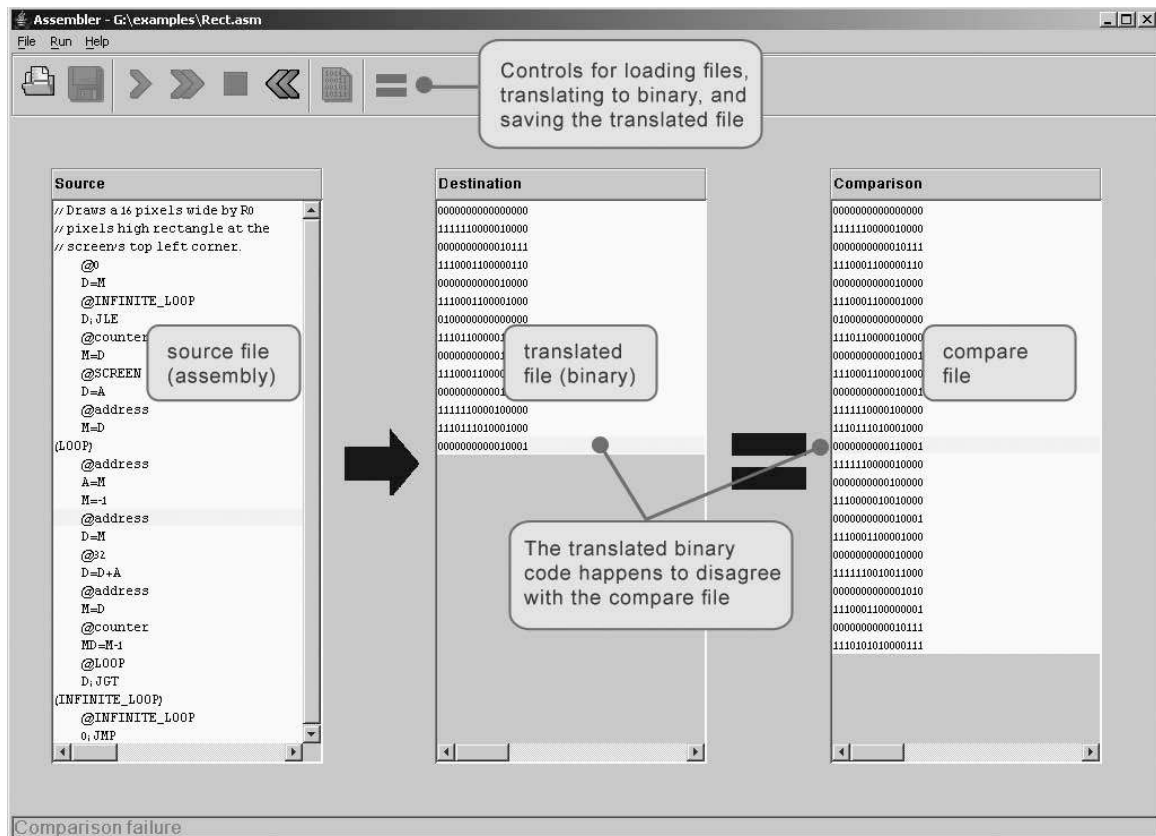 Assembler - G:\examples\Rect.asm
File Run Help
Controls for loading files,
translating to binary, and
saving the translated file
Source
// Draws a 16 pixels wide by R0
// pixels high rectangle at the
// screen's top left corner.
@0
D=M
@INFINITE_LOOP
D;JLE
@counter
M=D
@SCREEN
D=A
@address
M=D
(LOOP)
@address
A=M
M=-1
@address
D=M
@32
D=D+A
@address
M=D
@counter
MD=M-1
@LOOP
D;JGT
(INFINITE_LOOP)
@INFINITE_LOOP
0;JMP
source file
(assembly)
Destination
0000000000000000
1111110000010000
0000000000010111
1110001100000110
0000000000010000
1110001100001000
0100000000000000
1111110000100000
1110111010001000
0000000000010001
translated
file (binary)
Comparison
0000000000000000
1111110000010000
0000000000010111
1110001100000110
0000000000010000
1110001100001000
0100000000000000
1110110000010000
0000000000010001
1110001100001000
0000000000010001
1111110000100000
1110111010001000
0000000000110001
1111110000010000
0000000000100000
1110000010010000
0000000000010001
1110001100001000
0000000000010000
1111110010011000
0000000000001010
1110001100000001
0000000000010111
1110101010000111
compare
file
The translated binary
code happens to disagree
with the compare file
Comparison failure